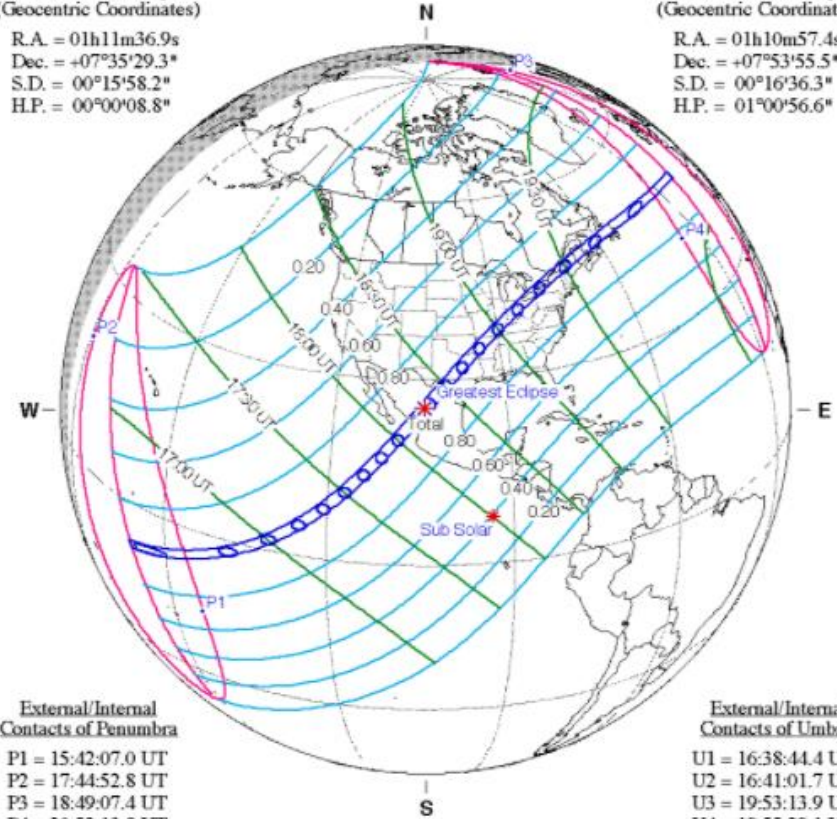 (Geocentric Coordinates)
R.A. = 01h11m36.9s
Dec. = +07°35'29.3"
S.D. = 00°15'58.2"
H.P. = 00°00'08.8"
N
(Geocentric Coordinat
R.A. = 01h10m57.4s
Dec. = +07°53'55.5"
S.D. = 00°16'36.3"
H.P. = 01°00'56.6"
P3
P4
P2
19:00 UT
0.20
0.40
0.60
0.80
18:00 UT
17:30 UT
17:00 UT
W
E
Greatest Eclipse
Total
0.80
0.60
0.40
0.20
Sub Solar
P1
S
External/Internal
Contacts of Penumbra
P1 = 15:42:07.0 UT
P2 = 17:44:52.8 UT
P3 = 18:49:07.4 UT
External/Interna
Contacts of Umb
U1 = 16:38:44.4 U
U2 = 16:41:01.7 U
U3 = 19:53:13.9 U